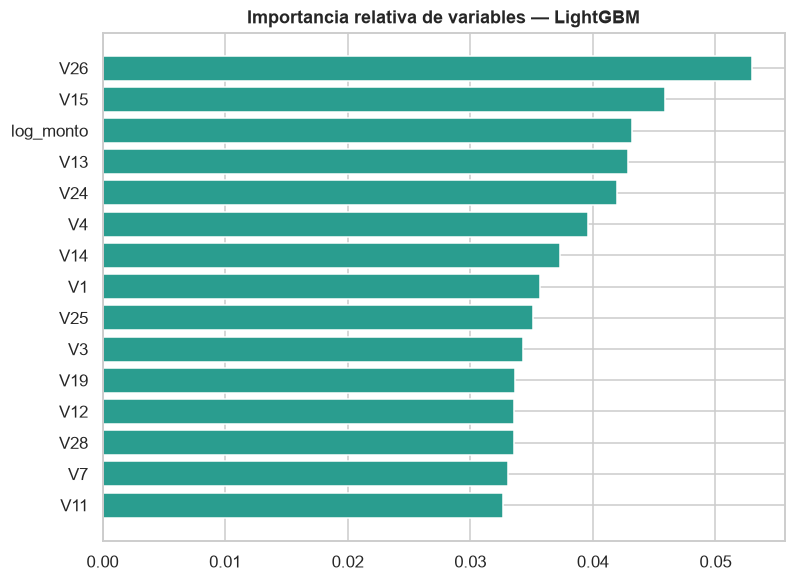 Importancia relativa de variables — LightGBM
V26
V15
log_monto
V13
V24
V4
V14
V1
V25
V3
V19
V12
V28
V7
V11
0.00 0.01 0.02 0.03 0.04 0.05